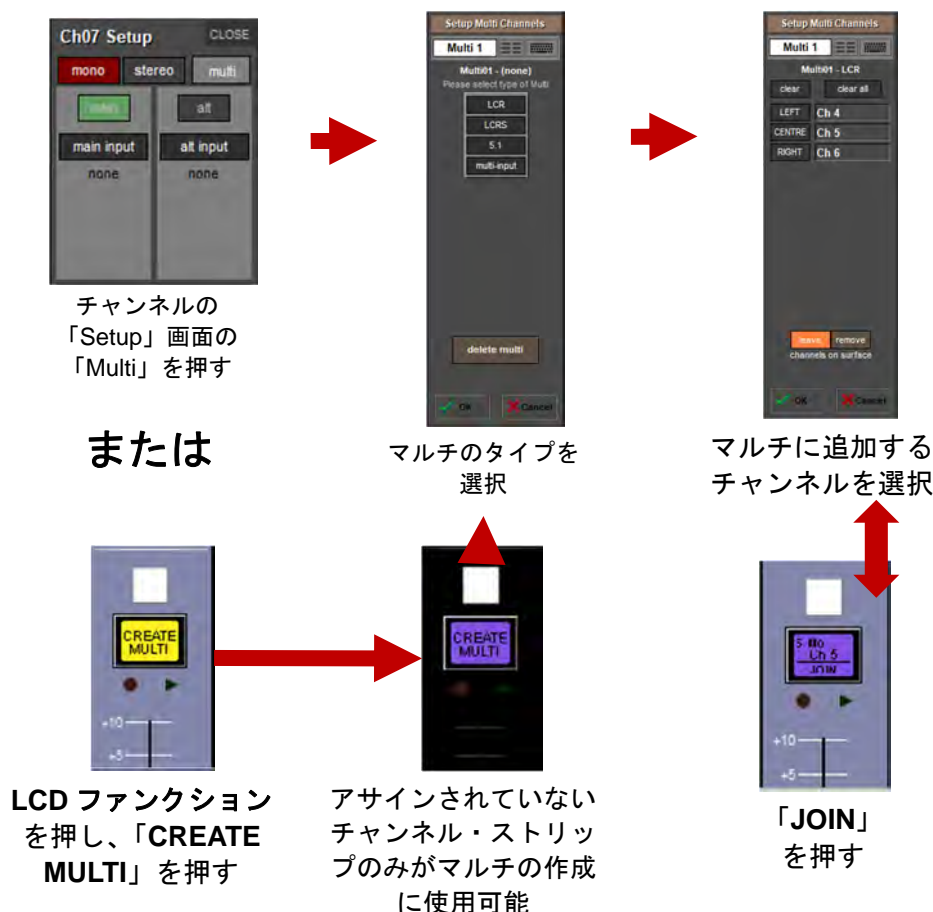 Ch07 Setup CLOSE
mono stereo multi
main alt
main input alt input
none none
チャンネルの
「Setup」画面の
「Multi」を押す
Setup Multi Channels
Multi 1
Multi01 - (none)
Please select type of Multi
LCR
LCRS
5.1
multi-input
delete multi
OK Cancel
マルチのタイプを
選択
Setup Multi Channels
Multi 1
Multi01 - LCR
clear clear all
LEFT Ch 4
CENTRE Ch 5
RIGHT Ch 6
leave remove
channels on surface
OK Cancel
マルチに追加する
チャンネルを選択
または
CREATE
MULTI
+10
+5
LCD ファンクション
を押し、「CREATE
MULTI」を押す
CREATE
MULTI
アサインされていない
チャンネル・ストリッ
プのみがマルチの作成
に使用可能
5 Mo
Ch 5
JOIN
+10
+5
「JOIN」
を押す